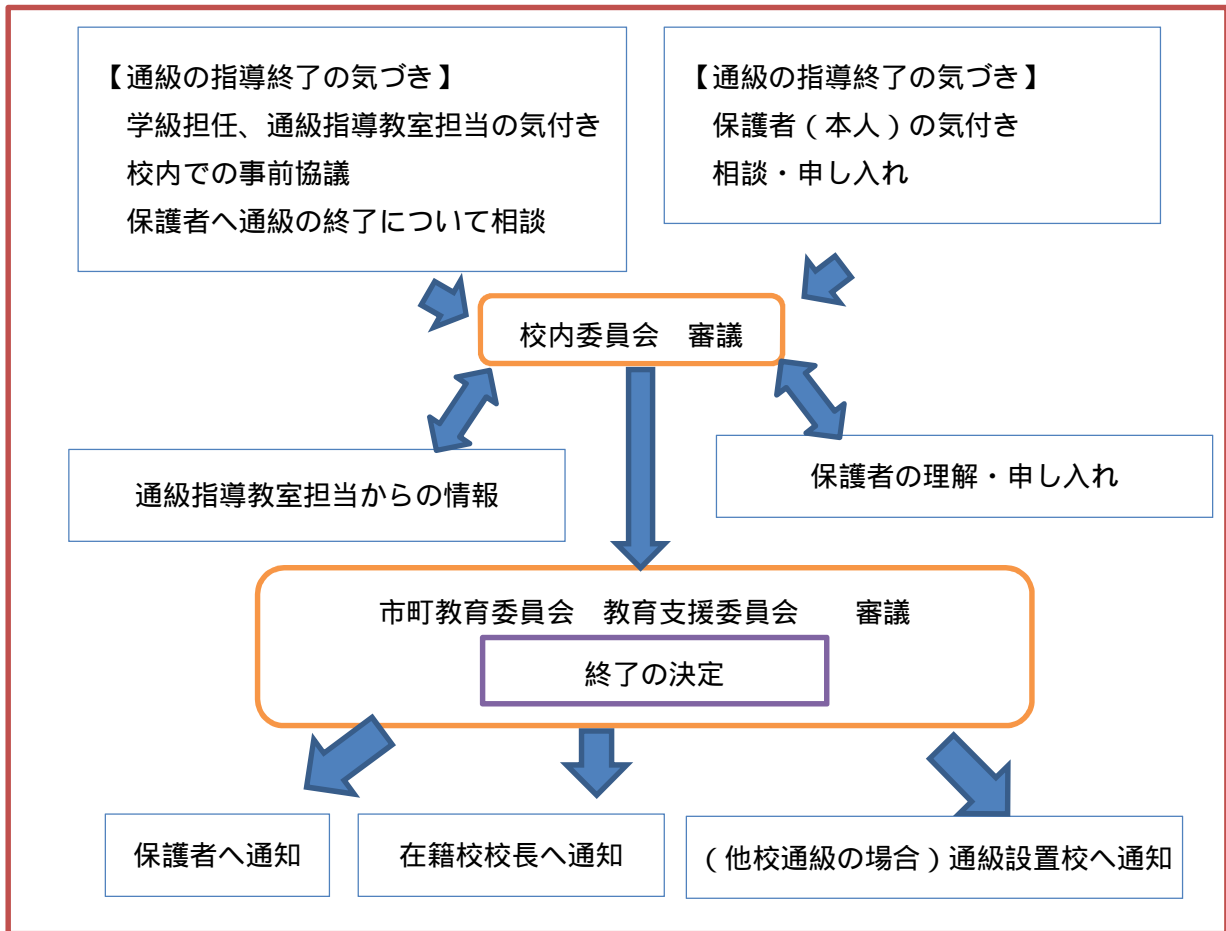 【通級の指導終了の気づき】
学級担任、通級指導教室担当の気付き
校内での事前協議
保護者へ通級の終了について相談
【通級の指導終了の気づき】
保護者(本人)の気付き
相談・申し入れ
校内委員会　審議
通級指導教室担当からの情報
保護者の理解・申し入れ
市町教育委員会　教育支援委員会　　審議
終了の決定
保護者へ通知
在籍校校長へ通知
(他校通級の場合)通級設置校へ通知